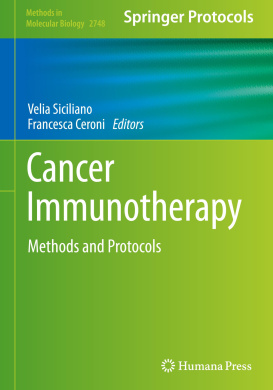 Methods in
Molecular Biology 2748
Springer Protocols
Velia Siciliano
Francesca Ceroni Editors
Cancer
Immunotherapy
Methods and Protocols
Humana Press